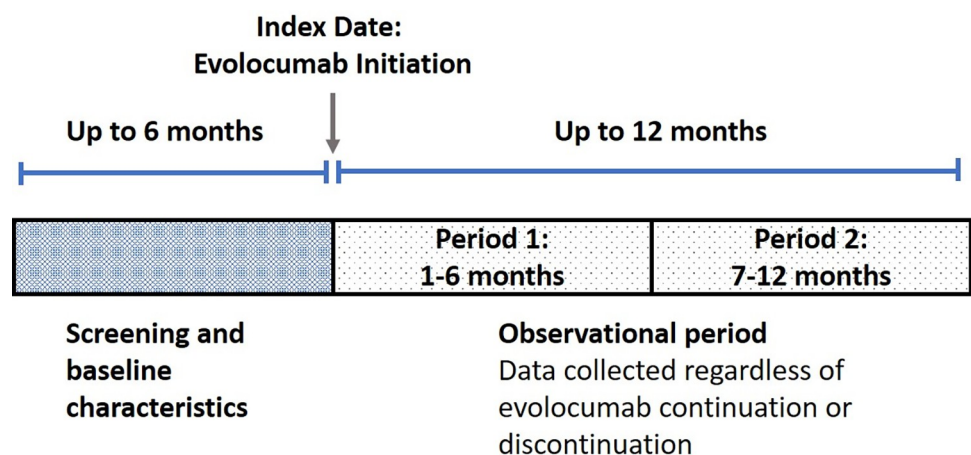 Index Date:
Evolocumab Initiation
Up to 6 months
Up to 12 months
Period 1:
1-6 months
Period 2:
7-12 months
Screening and
baseline
characteristics
Observational period
Data collected regardless of
evolocumab continuation or
discontinuation